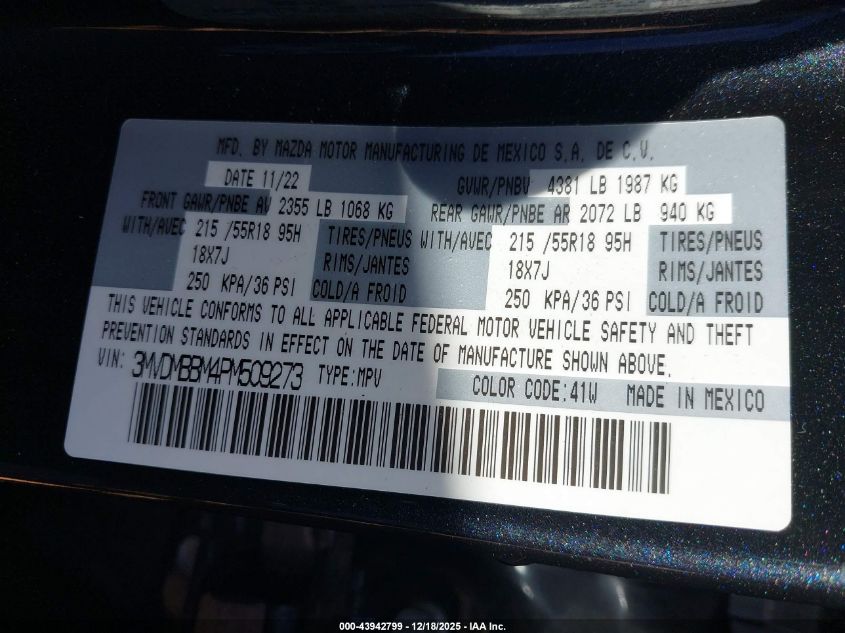 MFD. BY MAZDA MOTOR MANUFACTURING DE MEXICO S.A. DE C.V.
DATE 11/22 GVWR/PNBV 4381 LB 1987 KG
FRONT GAWR/PNBE AV 2355 LB 1068 KG REAR GAWR/PNBE AR 2072 LB 940 KG
WITH/AVEC 215 /55R18 95H TIRES/PNEUS WITH/AVEC 215 /55R18 95H TIRES/PNEUS
18X7J RIMS/JANTES 18X7J RIMS/JANTES
250 KPA/36 PSI COLD/A FROID 250 KPA/36 PSI COLD/A FROID
THIS VEHICLE CONFORMS TO ALL APPLICABLE FEDERAL MOTOR VEHICLE SAFETY AND THEFT
PREVENTION STANDARDS IN EFFECT ON THE DATE OF MANUFACTURE SHOWN ABOVE.
VIN: 3MVDMBBM4PM509273 TYPE:MPV
COLOR CODE:41W MADE IN MEXICO
000-43942799 - 12/18/2025 - IAA Inc.